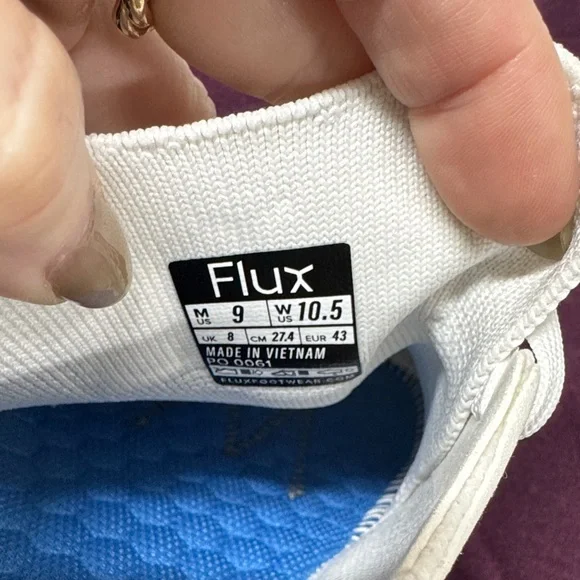 Flux
M US 9 W US 10.5
UK 8 CM 27.4 EUR 43
MADE IN VIETNAM
PO 0061
FLUXFOOTWEAR.COM